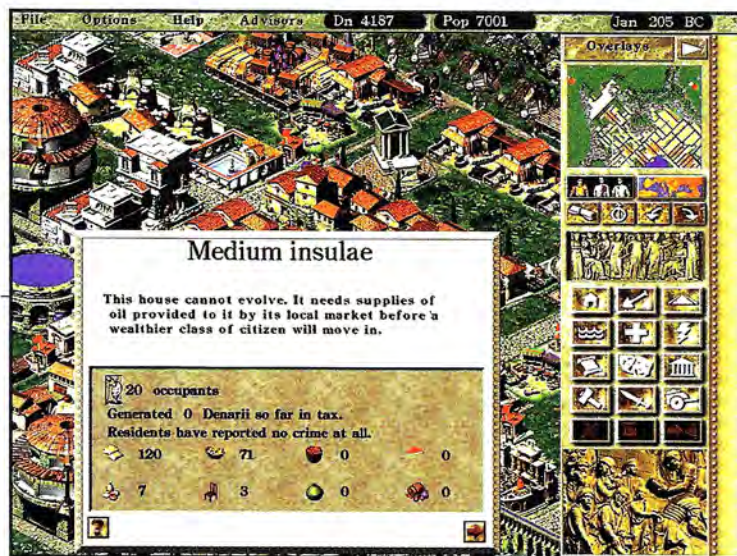 File Options Help Advisors Dn 4187 Pop 7001 Jan 205 BC
Overlays
Medium insulae
This house cannot evolve. It needs supplies of
oil provided to it by its local market before a
wealthier class of citizen will move in.
20 occupants
Generated 0 Denarii so far in tax.
Residents have reported no crime at all.
120 71 0 0
7 3 0 0
?